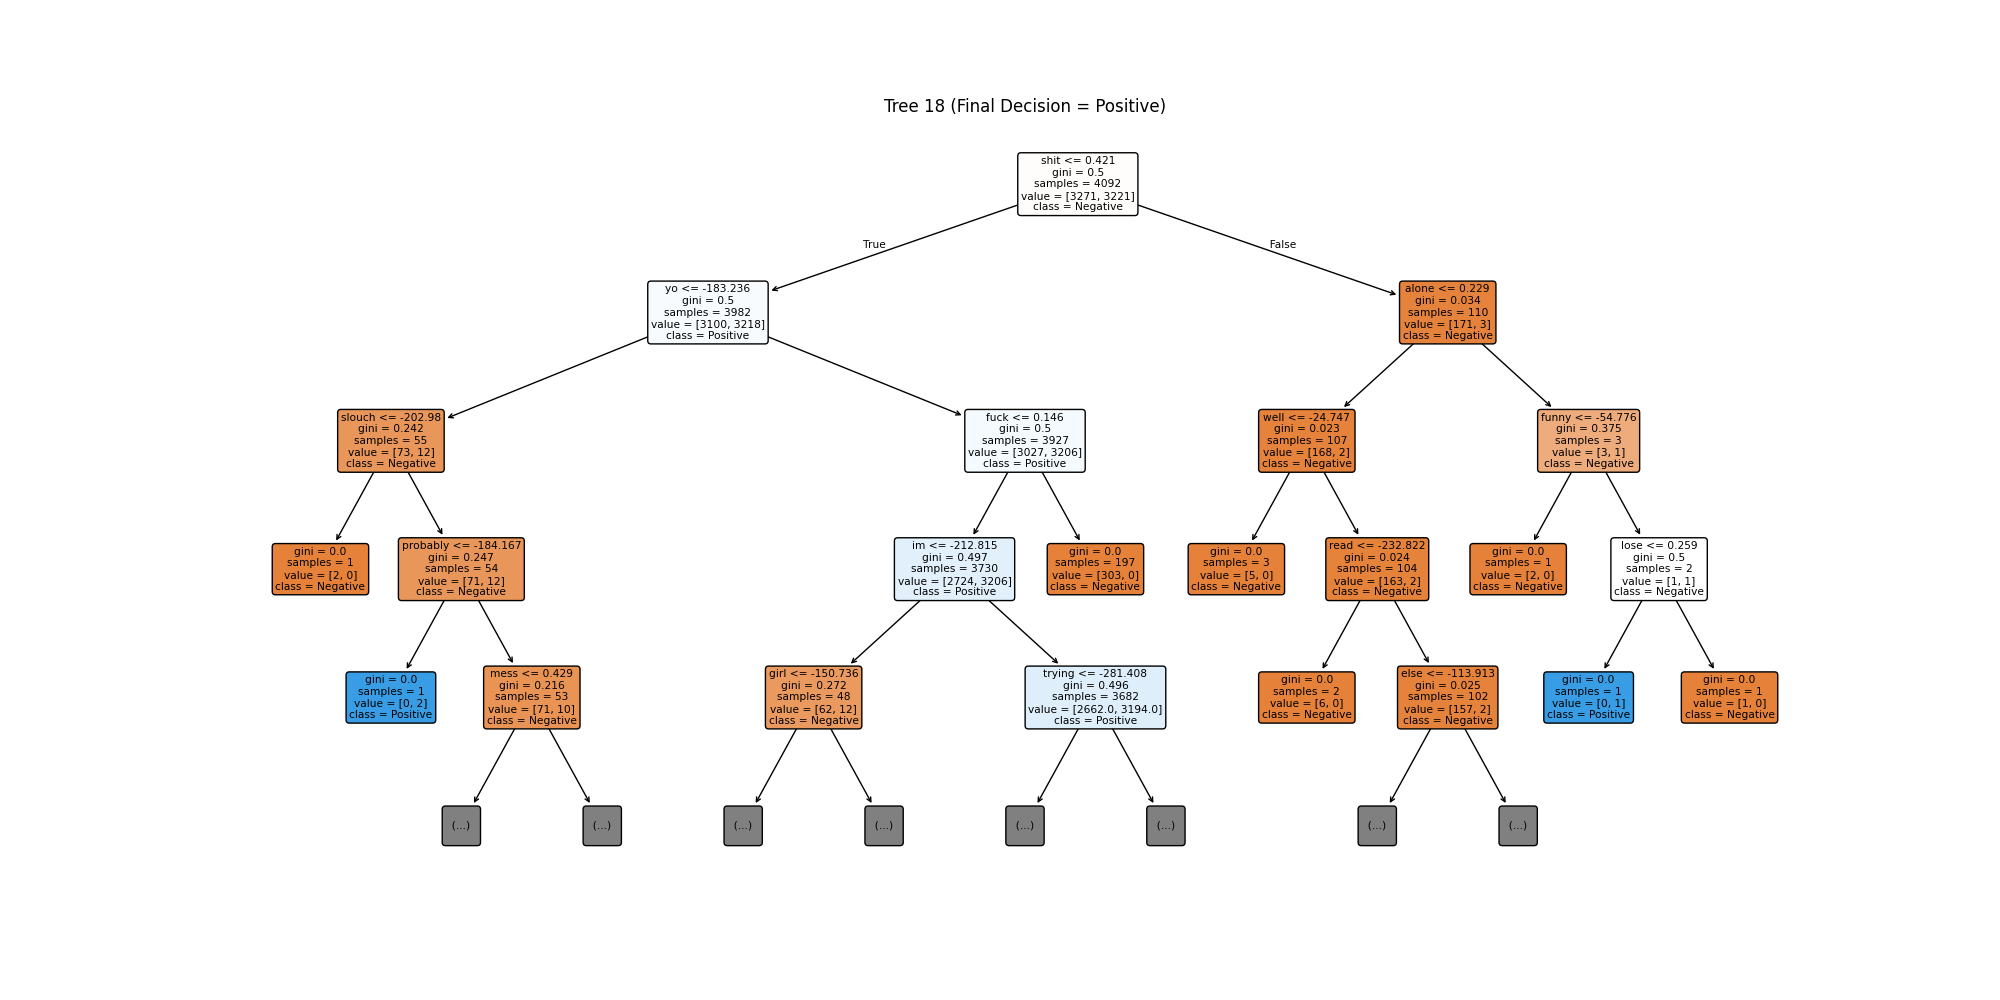 Tree 18 (Final Decision = Positive)
shit <= 0.421
gini = 0.5
samples = 4092
value = [3271, 3221]
class = Negative
True
False
yo <= -183.236
gini = 0.5
samples = 3982
value = [3100, 3218]
class = Positive
alone <= 0.229
gini = 0.034
samples = 110
value = [171, 3]
class = Negative
slouch <= -202.98
gini = 0.242
samples = 55
value = [73, 12]
class = Negative
fuck <= 0.146
gini = 0.5
samples = 3927
value = [3027, 3206]
class = Positive
well <= -24.747
gini = 0.023
samples = 107
value = [168, 2]
class = Negative
funny <= -54.776
gini = 0.375
samples = 3
value = [3, 1]
class = Negative
gini = 0.0
samples = 1
value = [2, 0]
class = Negative
probably <= -184.167
gini = 0.247
samples = 54
value = [71, 12]
class = Negative
im <= -212.815
gini = 0.497
samples = 3730
value = [2724, 3206]
class = Positive
gini = 0.0
samples = 197
value = [303, 0]
class = Negative
gini = 0.0
samples = 3
value = [5, 0]
class = Negative
read <= -232.822
gini = 0.024
samples = 104
value = [163, 2]
class = Negative
gini = 0.0
samples = 1
value = [2, 0]
class = Negative
lose <= 0.259
gini = 0.5
samples = 2
value = [1, 1]
class = Negative
gini = 0.0
samples = 1
value = [0, 2]
class = Positive
mess <= 0.429
gini = 0.216
samples = 53
value = [71, 10]
class = Negative
girl <= -150.736
gini = 0.272
samples = 48
value = [62, 12]
class = Negative
trying <= -281.408
gini = 0.496
samples = 3682
value = [2662.0, 3194.0]
class = Positive
gini = 0.0
samples = 2
value = [6, 0]
class = Negative
else <= -113.913
gini = 0.025
samples = 102
value = [157, 2]
class = Negative
gini = 0.0
samples = 1
value = [0, 1]
class = Positive
gini = 0.0
samples = 1
value = [1, 0]
class = Negative
(...)
(...)
(...)
(...)
(...)
(...)
(...)
(...)